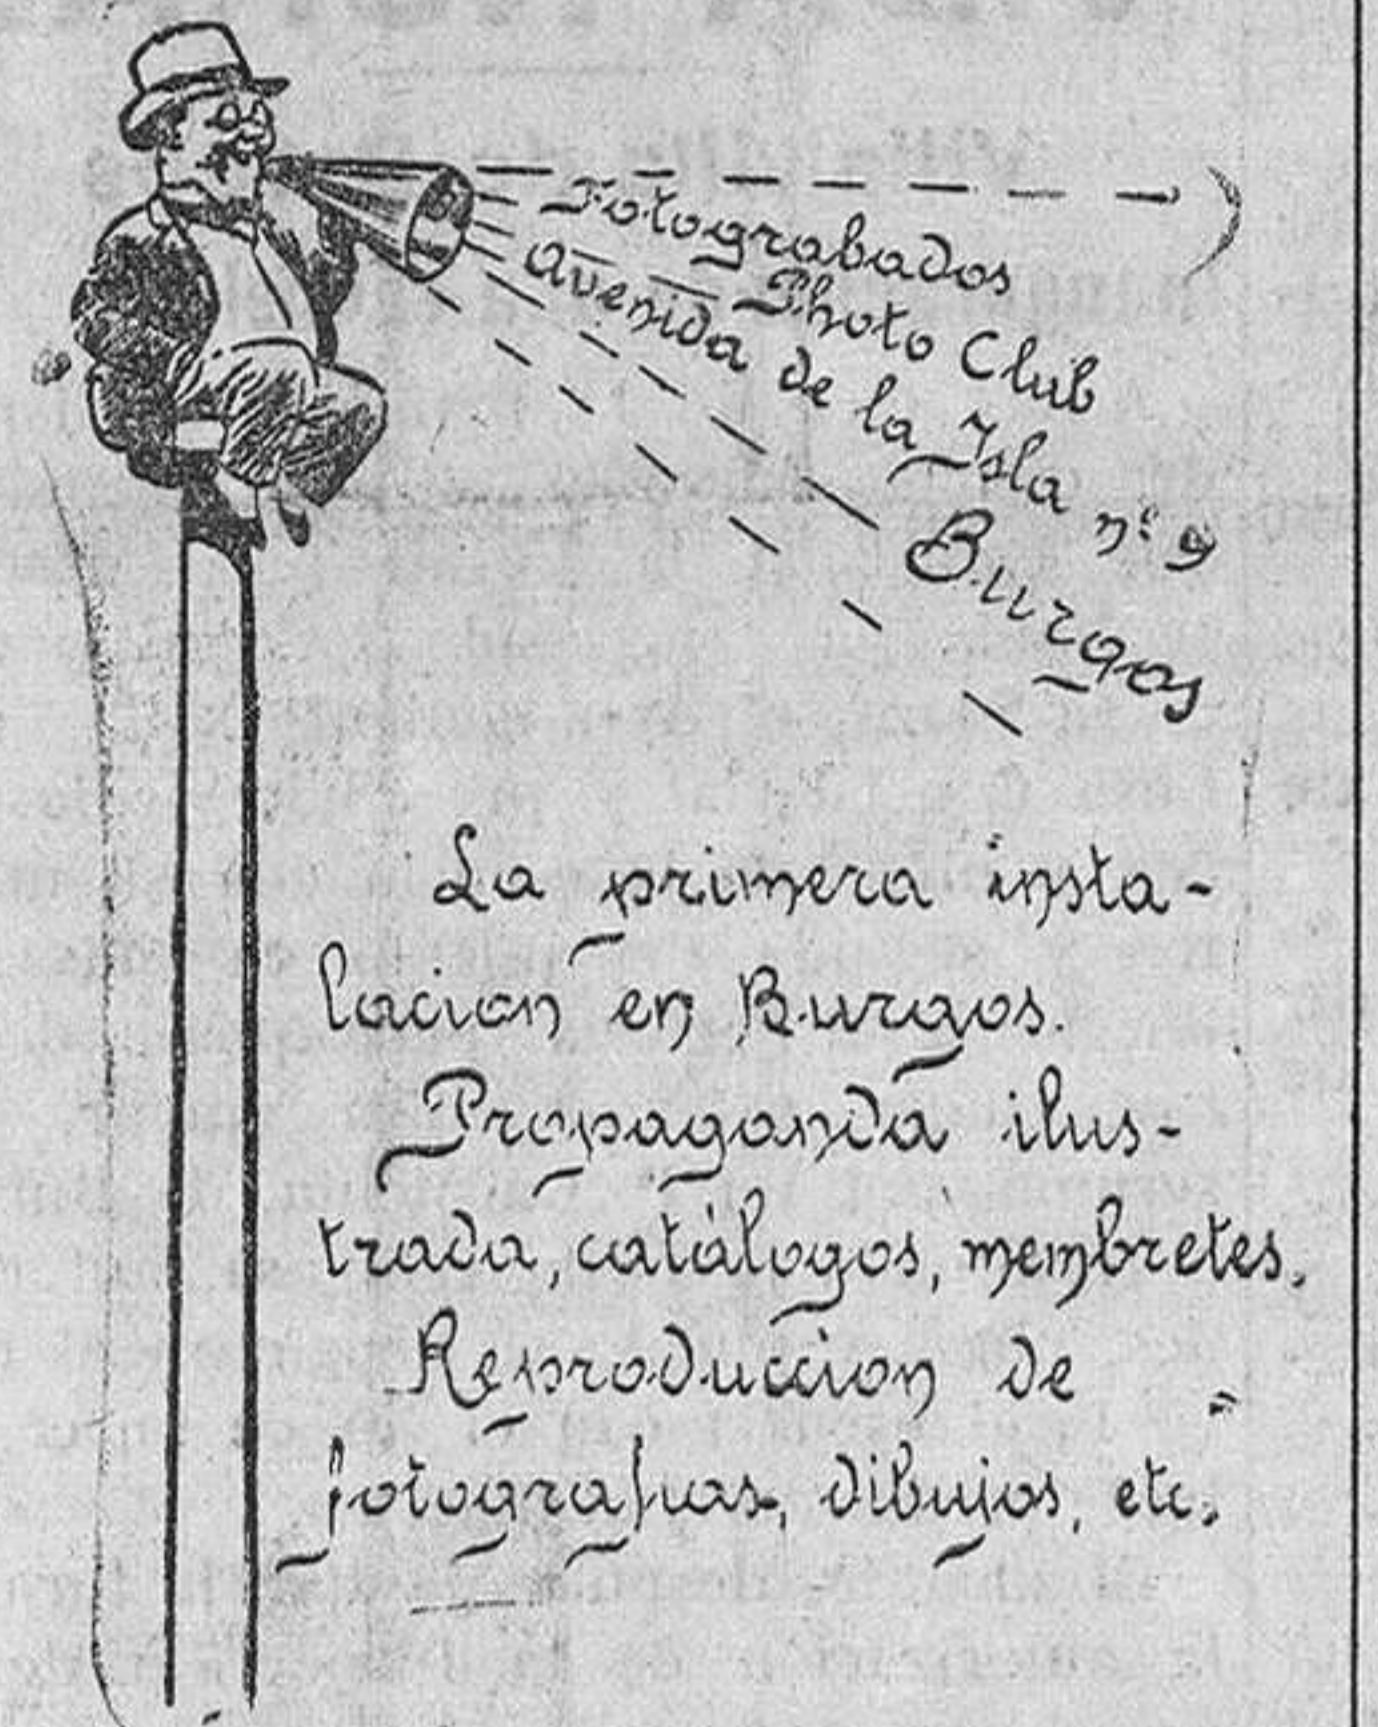 Fotograbados
Photo Club
Avenida de la Isla nº 9
Burgos
La primera insta-
lacion en Burgos.
Propaganda ilus-
trada, catálogos, membretes.
Reproduccion de
fotografias, dibujos, etc.